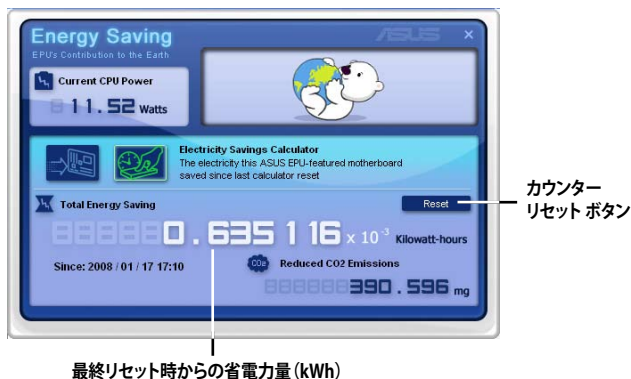 Energy Saving
ASUS
EPU's Contribution to the Earth
Current CPU Power
11.52 Watts
Electricity Savings Calculator
The electricity this ASUS EPU-featured motherboard
saved since last calculator reset
Total Energy Saving
Reset
カウンター
リセット ボタン
0.635116 x 10-3 Kilowatt-hours
Since: 2008 / 01 / 17 17:10
CO2
Reduced CO2 Emissions
390.596 mg
最終リセット時からの省電力量(kWh)